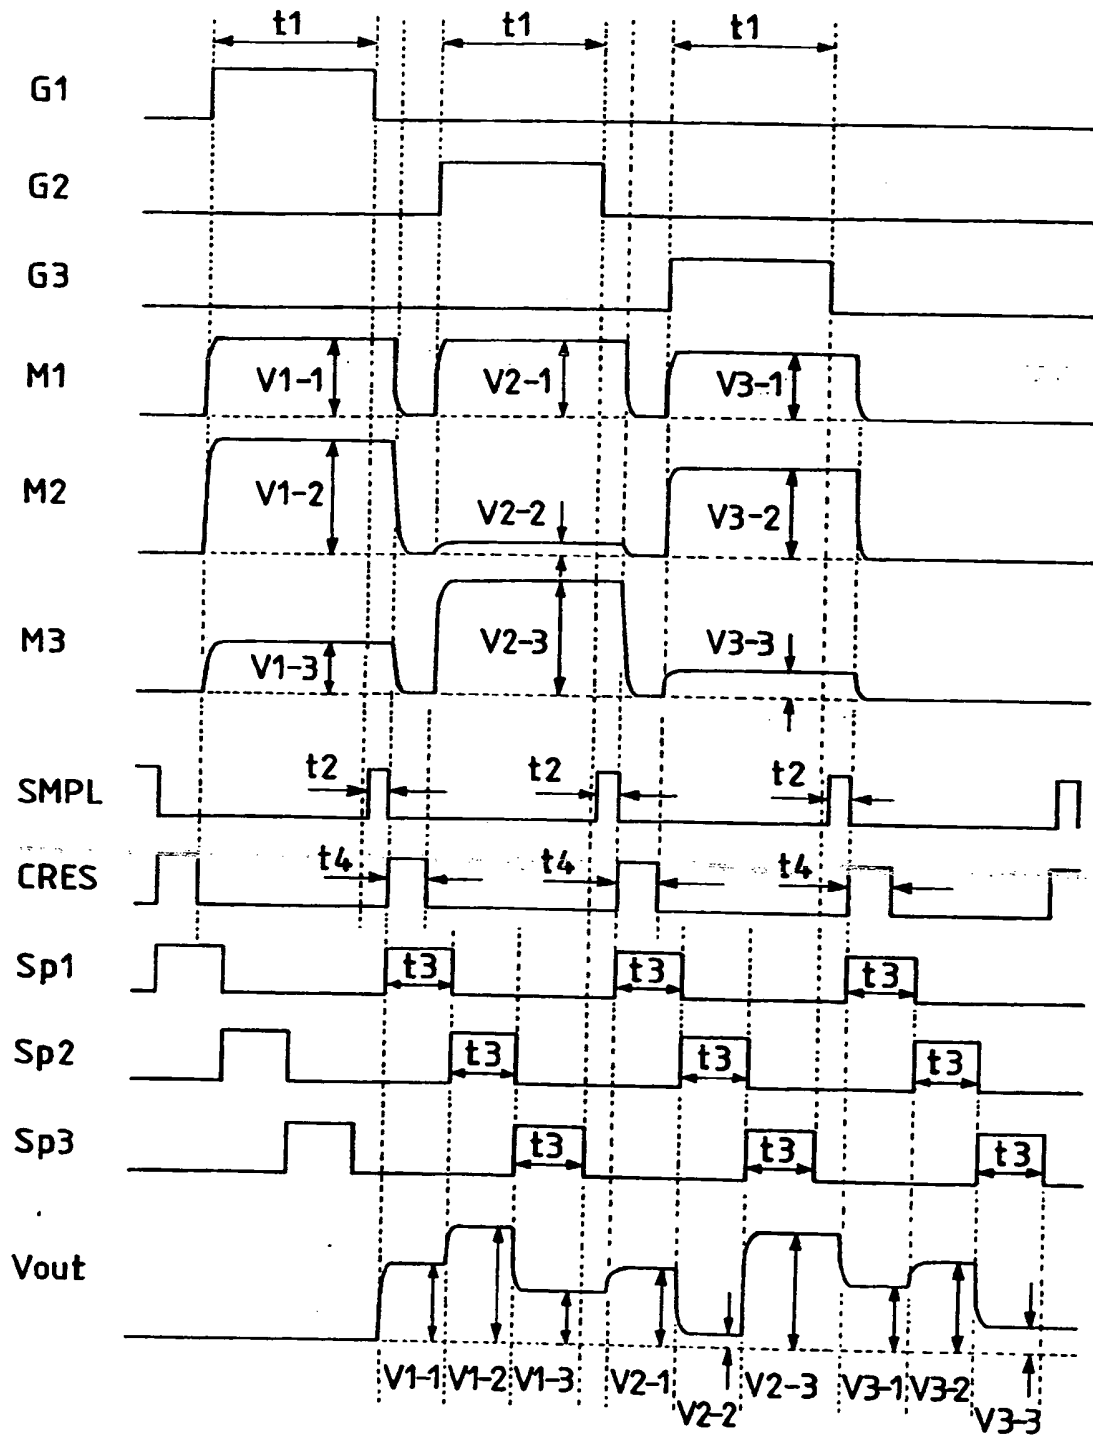 t1 t1 t1
G1
G2
G3
M1 V1-1 V2-1 V3-1
M2 V1-2 V2-2 V3-2
M3 V1-3 V2-3 V3-3
SMPL t2 t2 t2
CRES t4 t4 t4
Sp1 t3 t3 t3
Sp2 t3 t3 t3
Sp3 t3 t3 t3
Vout
V1-1 V1-2 V1-3 V2-1 V2-2 V2-3 V3-1 V3-2 V3-3